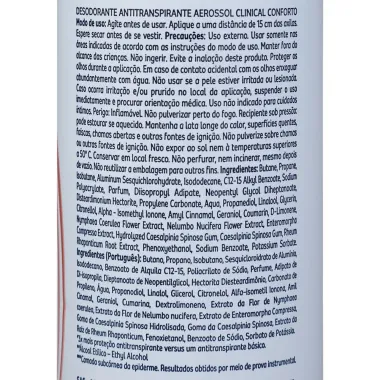 DESODORANTE ANTITRANSPIRANTE AEROSSOL CLINICAL CONFORTO
Modo de uso: Agite antes de usar. Aplique a uma distância de 15 cm das axilas.
Espere secar antes de se vestir. Precauções: Uso externo. Usar somente nas
áreas indicadas de acordo com as instruções do modo de uso. Manter fora do
alcance das crianças. Não ingerir. Evite a inalação deste produto. Proteger os
olhos durante a aplicação. Em caso de contato acidental com os olhos enxaguar
abundantemente com água. Não usar se a pele estiver irritada ou lesionada.
Caso ocorra irritação e/ou prurido no local da aplicação, suspender o uso
imediatamente e procurar orientação médica. Uso não indicado para cuidados
íntimos. Perigo: Inflamável. Não pulverizar perto do fogo. Recipiente sob pressão:
pode estourar se aquecido. Mantenha a lata longe do calor, superfícies quentes,
faíscas, chamas abertas e outras fontes de ignição. Não pulverize sobre chamas
ou outras fontes de ignição. Não expor ao sol nem à temperaturas superiores
a 50°C. Conservar em local fresco. Não perfurar, nem incinerar, mesmo depois
de vazio. Não reutilizar a embalagem para outros fins. Ingredientes: Butane, Propane,
Isobutane, Aluminum Sesquichlorohydrate, Isododecane, C12-15 Alkyl Benzoate, Sodium
Polyacrylate, Parfum, Diisopropyl Adipate, Neopentyl Glycol Diheptanoate,
Disteardimonium Hectorite, Propylene Carbonate, Aqua, Propanediol, Linalool, Glycerin,
Citronellol, Alpha - Isomethyl Ionone, Amyl Cinnamal, Geraniol, Coumarin, D-Limonene,
Nymphaea Coerulea Flower Extract, Nelumbo Nucifera Flower Extract, Enteromorpha
Compressa Extract, Hydrolyzed Caesalpinia Spinosa Gum, Caesalpinia Spinosa Gum, Rheum
Rhaponticum Root Extract, Phenoxyethanol, Sodium Benzoate, Potassium Sorbate.
Ingredientes (Português): Butano, Propano, Isobutano, Sesquicloroidrato de Alumínio,
Isododecano, Benzoato de Alquila C12-15, Poliacrilato de Sódio, Perfume, Adipato de
Di-isopropila, Dieptanoato de Neopentilglicol, Hectorita Diesteardimônio, Carbonato de
Propileno, Água, Propanodiol, Linalol, Glicerol, Citronelal, Alfa-isometil Ionona, Amil
Cinamal, Geraniol, Cumarina, Dextrolimoneno, Extrato da Flor de Nymphaea
coerulea, Extrato da Flor de Nelumbo nucifera, Extrato de Enteromorpha Compressa,
Goma de Caesalpinia Spinosa Hidrolisada, Goma de Caesalpinia Spinosa, Extrato da
Raiz de Rheum Rhaponticum, Fenoxietanol, Benzoato de Sódio, Sorbato de Potássio.
*3x mais proteção antitranspirante versus um antitranspirante básico.
*Álcool Etílico - Ethyl Alcohol
**Camada subcórnea da epiderme. Resultados obtidos por meio de prova instrumental.